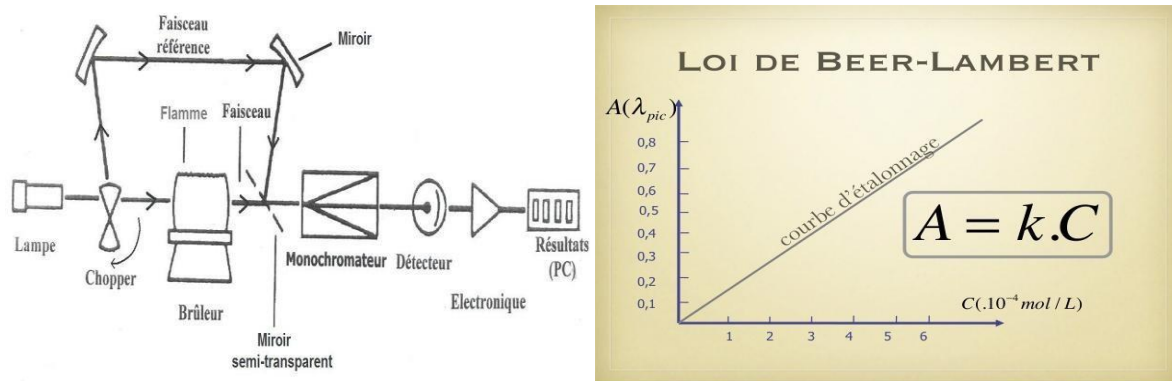 Faisceau
référence
Miroir
Flamme
Faisceau
Lampe
Chopper
Brûleur
Monochromateur
Détecteur
Electronique
Résultats
(PC)
Miroir
semi-transparent
LOI DE BEER-LAMBERT
A(λpic)
0,8
0,7
0,6
0,5
0,4
0,3
0,2
0,1
courbe d'étalonnage
A = k.C
C(.10⁻⁴ mol / L)
1 2 3 4 5 6